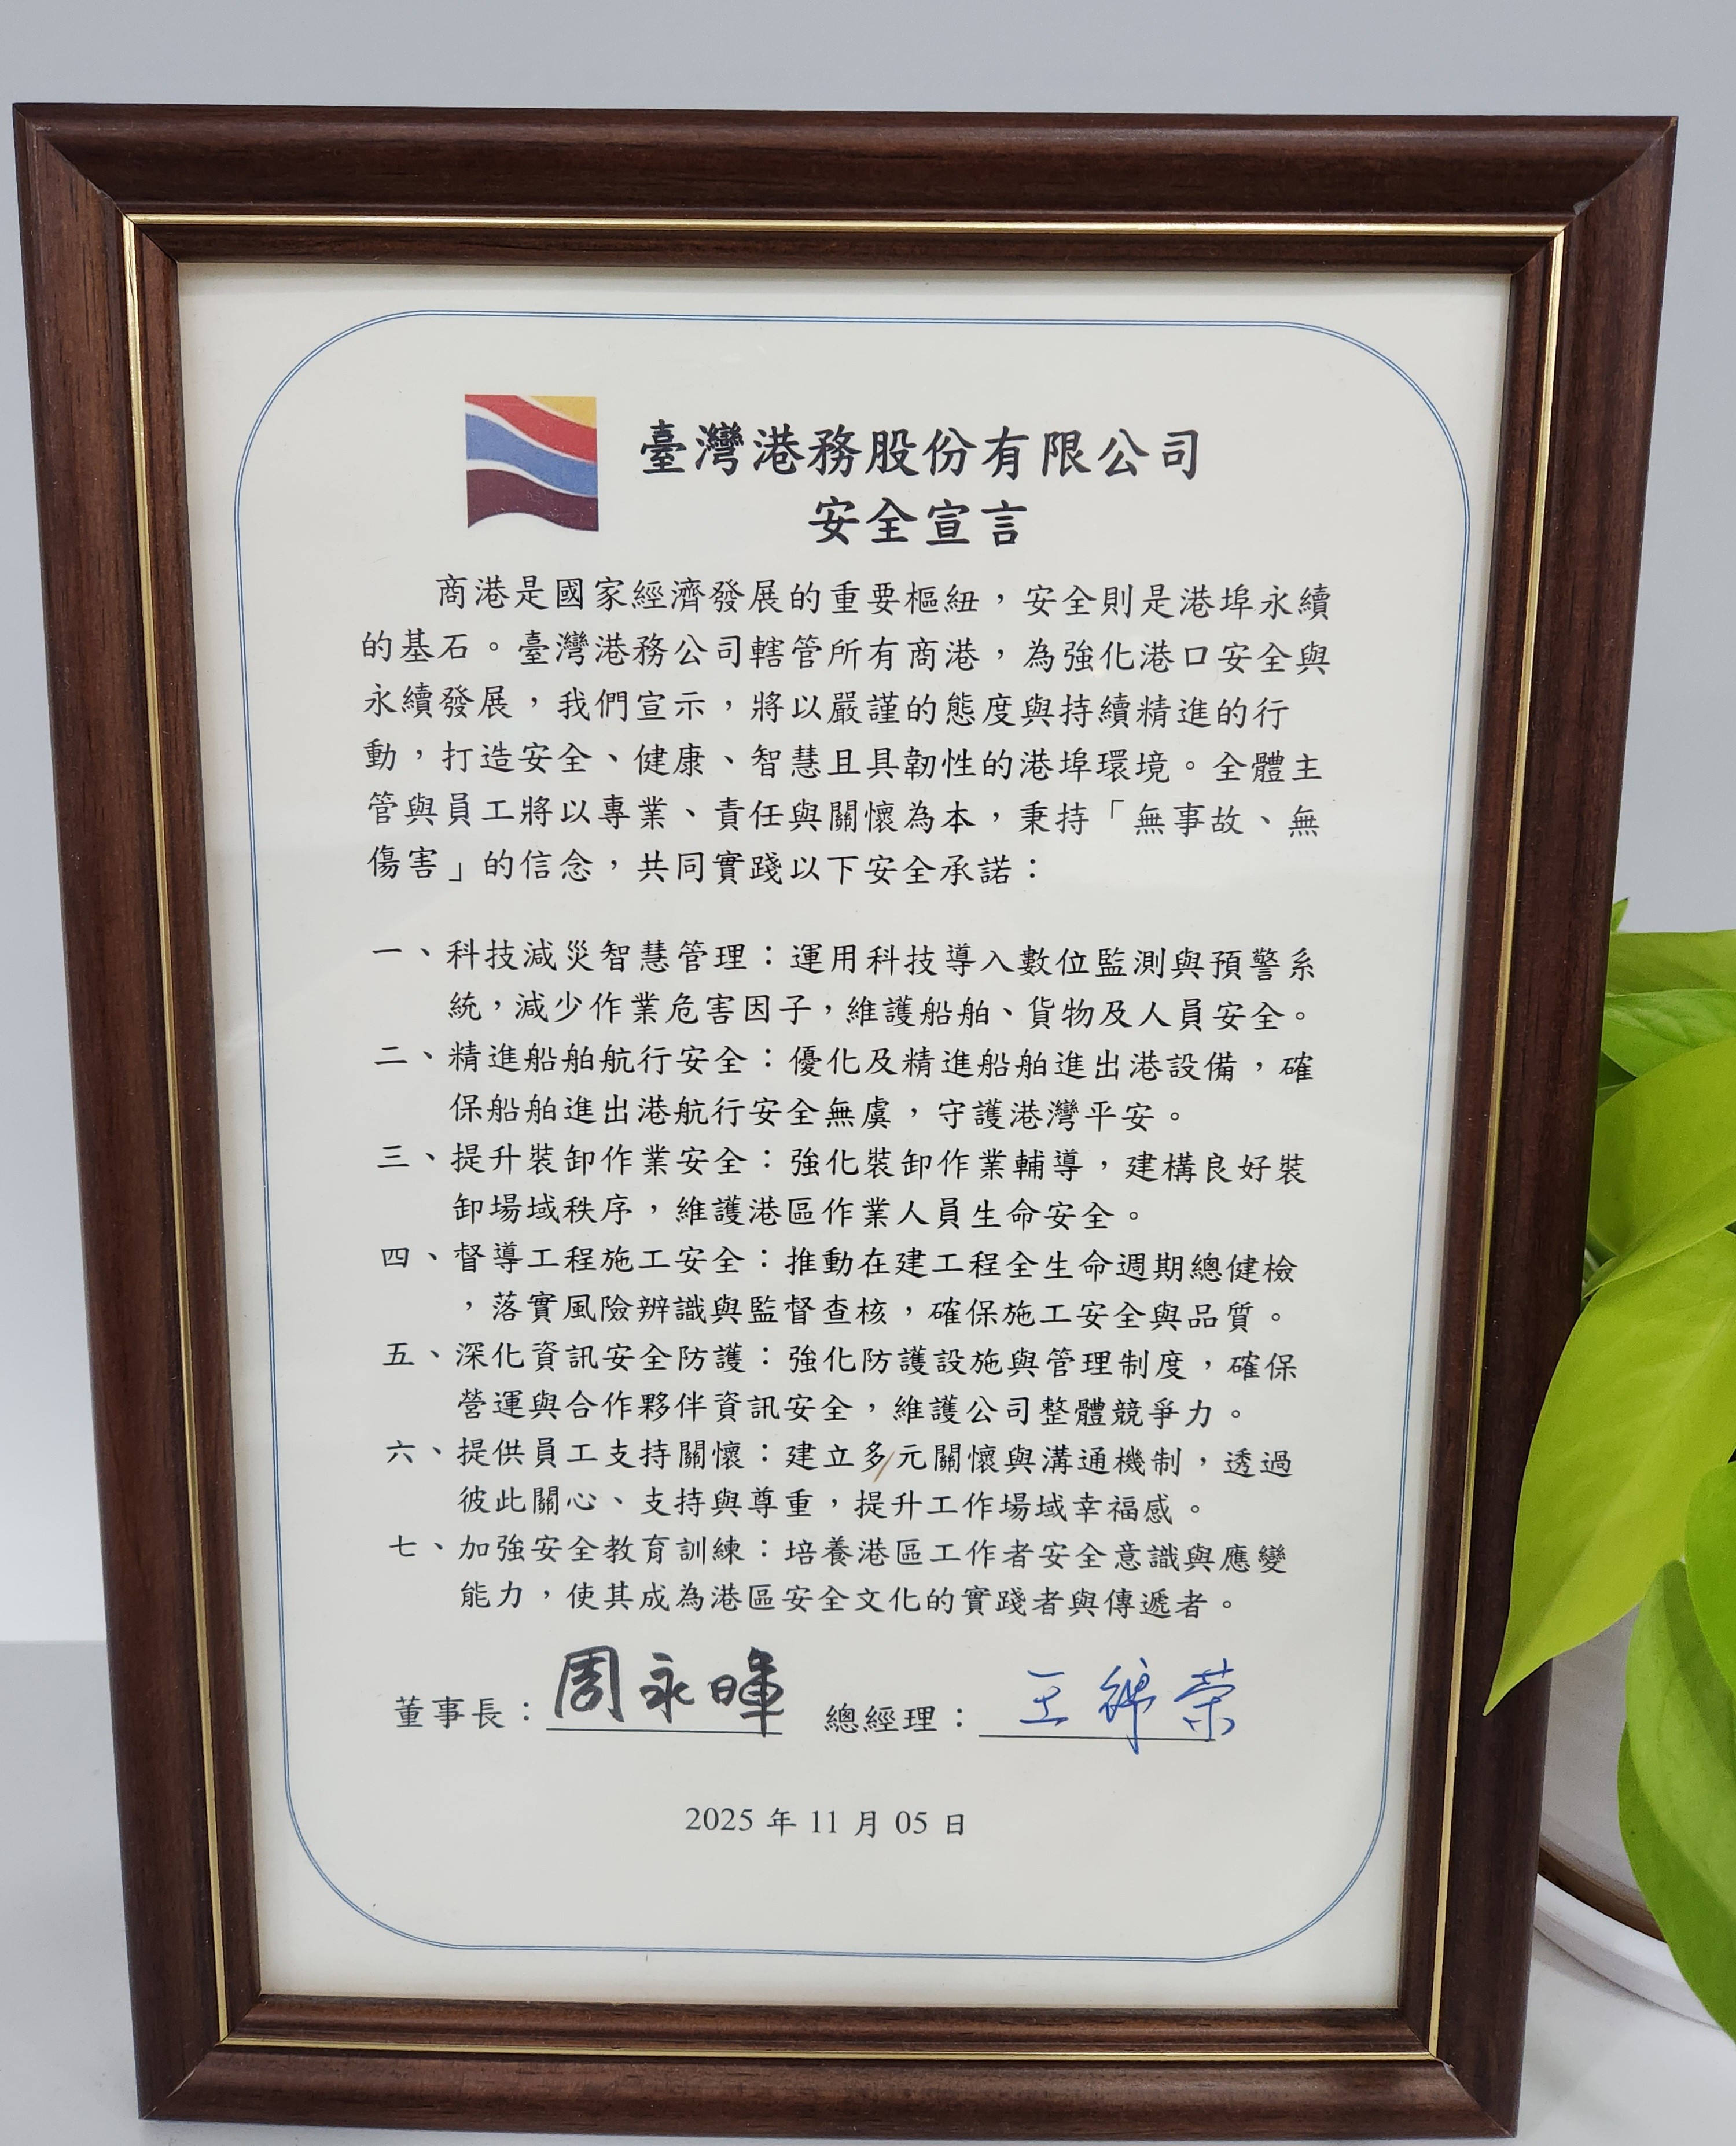 臺灣港務股份有限公司
安全宣言
商港是國家經濟發展的重要樞紐，安全則是港埠永續
的基石。臺灣港務公司轄管所有商港，為強化港口安全與
永續發展，我們宣示，將以嚴謹的態度與持續精進的行
動，打造安全、健康、智慧且具韌性的港埠環境。全體主
管與員工將以專業、責任與關懷為本，秉持「無事故、無
傷害」的信念，共同實踐以下安全承諾：
一、科技減災智慧管理：運用科技導入數位監測與預警系
統，減少作業危害因子，維護船舶、貨物及人員安全。
二、精進船舶航行安全：優化及精進船舶進出港設備，確
保船舶進出港航行安全無虞，守護港灣平安。
三、提升裝卸作業安全：強化裝卸作業輔導，建構良好裝
卸場域秩序，維護港區作業人員生命安全。
四、督導工程施工安全：推動在建工程全生命週期總健檢
，落實風險辨識與監督查核，確保施工安全與品質。
五、深化資訊安全防護：強化防護設施與管理制度，確保
營運與合作夥伴資訊安全，維護公司整體競爭力。
六、提供員工支持關懷：建立多元關懷與溝通機制，透過
彼此關心、支持與尊重，提升工作場域幸福感。
七、加強安全教育訓練：培養港區工作者安全意識與應變
能力，使其成為港區安全文化的實踐者與傳遞者。
董事長：周永暉 總經理：王錦榮
2025 年 11 月 05 日